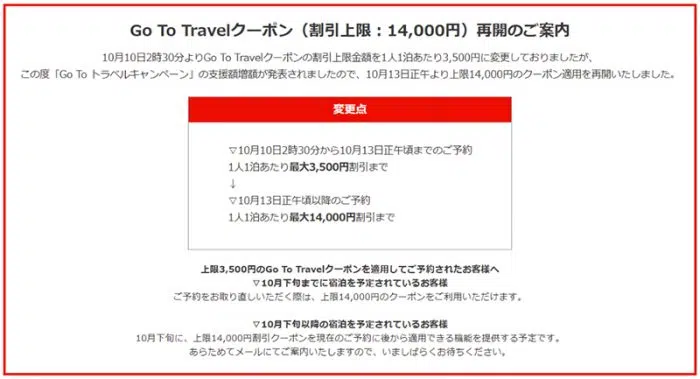 Go To Travelクーポン（割引上限：14,000円）再開のご案内
10月10日2時30分よりGo To Travelクーポンの割引上限金額を1人1泊あたり3,500円に変更しておりましたが、
この度「Go To トラベルキャンペーン」の支援額増額が発表されましたので、10月13日正午より上限14,000円のクーポン適用を再開いたしました。
変更点
▽10月10日2時30分から10月13日正午頃までのご予約
1人1泊あたり最大3,500円割引まで
↓
▽10月13日正午頃以降のご予約
1人1泊あたり最大14,000円割引まで
上限3,500円のGo To Travelクーポンを適用してご予約されたお客様へ
▽10月下旬までに宿泊を予定されているお客様
ご予約をお取り直しいただく際は、上限14,000円のクーポンをご利用いただけます。
▽10月下旬以降の宿泊を予定されているお客様
10月下旬に、上限14,000円割引クーポンを現在のご予約に後から適用できる機能を提供する予定です。
あらためてメールにてご案内いたしますので、いましばらくお待ちください。